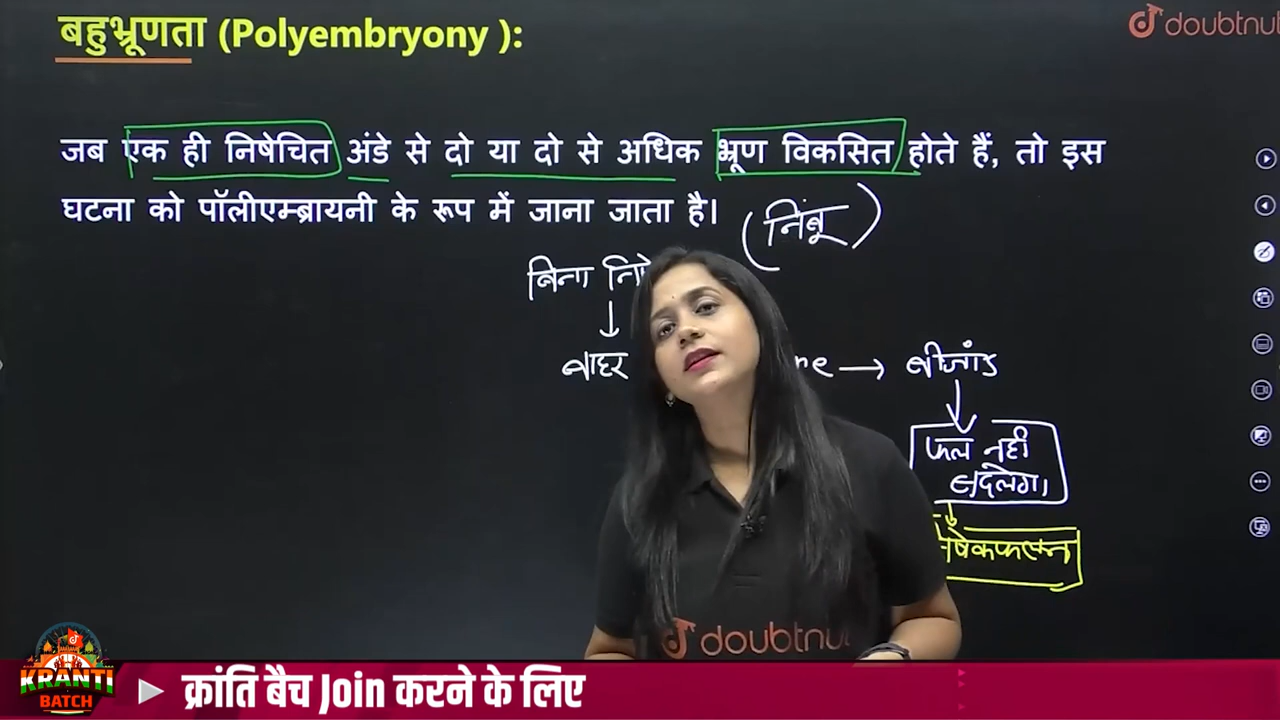 बहुभ्रूणता (Polyembryony ):
doubtnut
जब एक ही निषेचित अंडे से दो या दो से अधिक भ्रूण विकसित होते हैं, तो इस
घटना को पॉलीएम्ब्रायनी के रूप में जाना जाता है।
(निंबू)
बिना
बाहर
→ बीजांड
फल नही
बदलेगा,
doubtnut
KRANTI
BATCH
क्रांति बैच Join करने के लिए